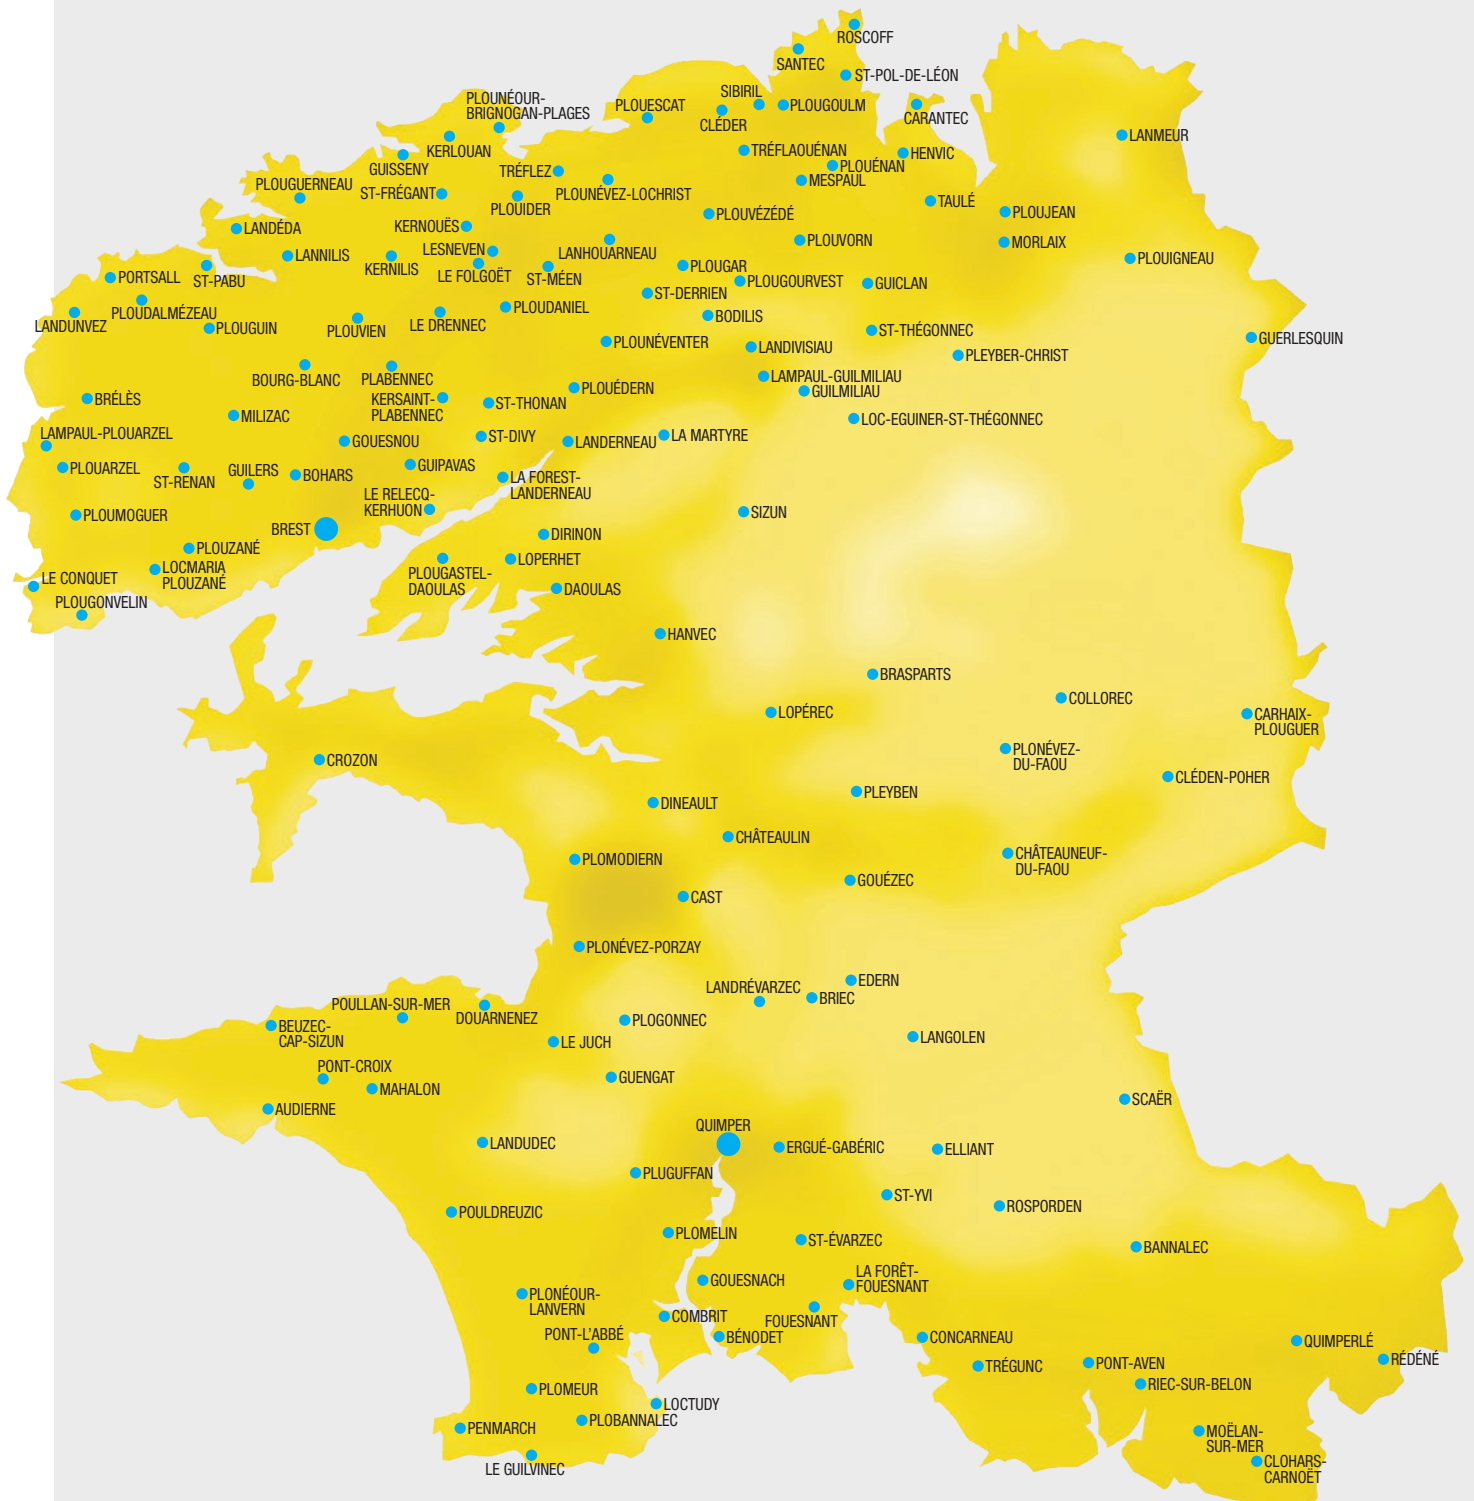 ROSCOFF
SANTEC
ST-POL-DE-LÉON
SIBIRIL
PLOUNÉOUR-
BRIGNOGAN-PLAGES
PLOUESCAT
PLOUGOULM
CLÉDER
CARANTEC
LANMEUR
KERLOUAN
TRÉFLAOUÉNAN
HENVIC
GUISSENY
PLOUÉNAN
TRÉFLEZ
MESPAUL
PLOUGUERNEAU
ST-FRÉGANT
PLOUNÉVEZ-LOCHRIST
PLOUIDER
TAULÉ
PLOUVÉZÉDÉ
PLOUJEAN
LANDÉDA
KERNOUËS
PLOUVORN
MORLAIX
LESNEVEN
LANHOUARNEAU
LANNILIS
KERNILIS
LE FOLGOËT
ST-MÉEN
PLOUGAR
PLOUIGNEAU
PORTSALL
ST-PABU
PLOUGOURVEST
GUICLAN
ST-DERRIEN
PLOUDALMÉZEAU
PLOUDANIEL
LANDUNVEZ
PLOUGUIN
PLOUVIEN
LE DRENNEC
BODILIS
ST-THÉGONNEC
GUERLESQUIN
PLOUNÉVENTER
LANDIVISIAU
PLEYBER-CHRIST
BOURG-BLANC
PLABENNEC
LAMPAUL-GUILMILIAU
GUILMILIAU
PLOUÉDERN
BRÉLÈS
KERSAINT-
PLABENNEC
ST-THONAN
MILIZAC
LOC-EGUINER-ST-THÉGONNEC
LAMPAUL-PLOUARZEL
GOUESNOU
ST-DIVY
LANDERNEAU
LA MARTYRE
PLOUARZEL
ST-RENAN
GUILERS
BOHARS
GUIPAVAS
LA FOREST-
LANDERNEAU
LE RELECQ-
KERHUON
PLOUMOGUER
BREST
SIZUN
DIRINON
PLOUZANÉ
LOCMARIA
PLOUZANÉ
PLOUGASTEL-
DAOULAS
LOPERHET
LE CONQUET
DAOULAS
PLOUGONVELIN
HANVEC
BRASPARTS
COLLOREC
LOPÉREC
CARHAIX-
PLOUGUER
PLONÉVEZ-
DU-FAOU
CROZON
CLÉDEN-POHER
PLEYBEN
DINEAULT
CHÂTEAULIN
PLOMODIERN
CHÂTEAUNEUF-
DU-FAOU
GOUÉZEC
CAST
PLONÉVEZ-PORZAY
EDERN
LANDRÉVARZEC
BRIEC
POULLAN-SUR-MER
DOUARNENEZ
PLOGONNEC
BEUZEC-
CAP-SIZUN
LE JUCH
LANGOLEN
PONT-CROIX
MAHALON
GUENGAT
AUDIERNE
SCAËR
QUIMPER
LANDUDEC
ERGUÉ-GABÉRIC
ELLIANT
PLUGUFFAN
ST-YVI
ROSPORDEN
POULDREUZIC
PLOMELIN
ST-ÉVARZEC
BANNALEC
GOUESNACH
LA FORÊT-
FOUESNANT
PLONÉOUR-
LANVERN
COMBRIT
FOUESNANT
PONT-L'ABBÉ
BÉNODET
CONCARNEAU
QUIMPERLÉ
TRÉGUNC
PONT-AVEN
RÉDÉNÉ
RIEC-SUR-BELON
PLOMEUR
LOCTUDY
PLOBANNALEC
PENMARCH
MOËLAN-
SUR-MER
LE GUILVINEC
CLOHARS-
CARNOËT